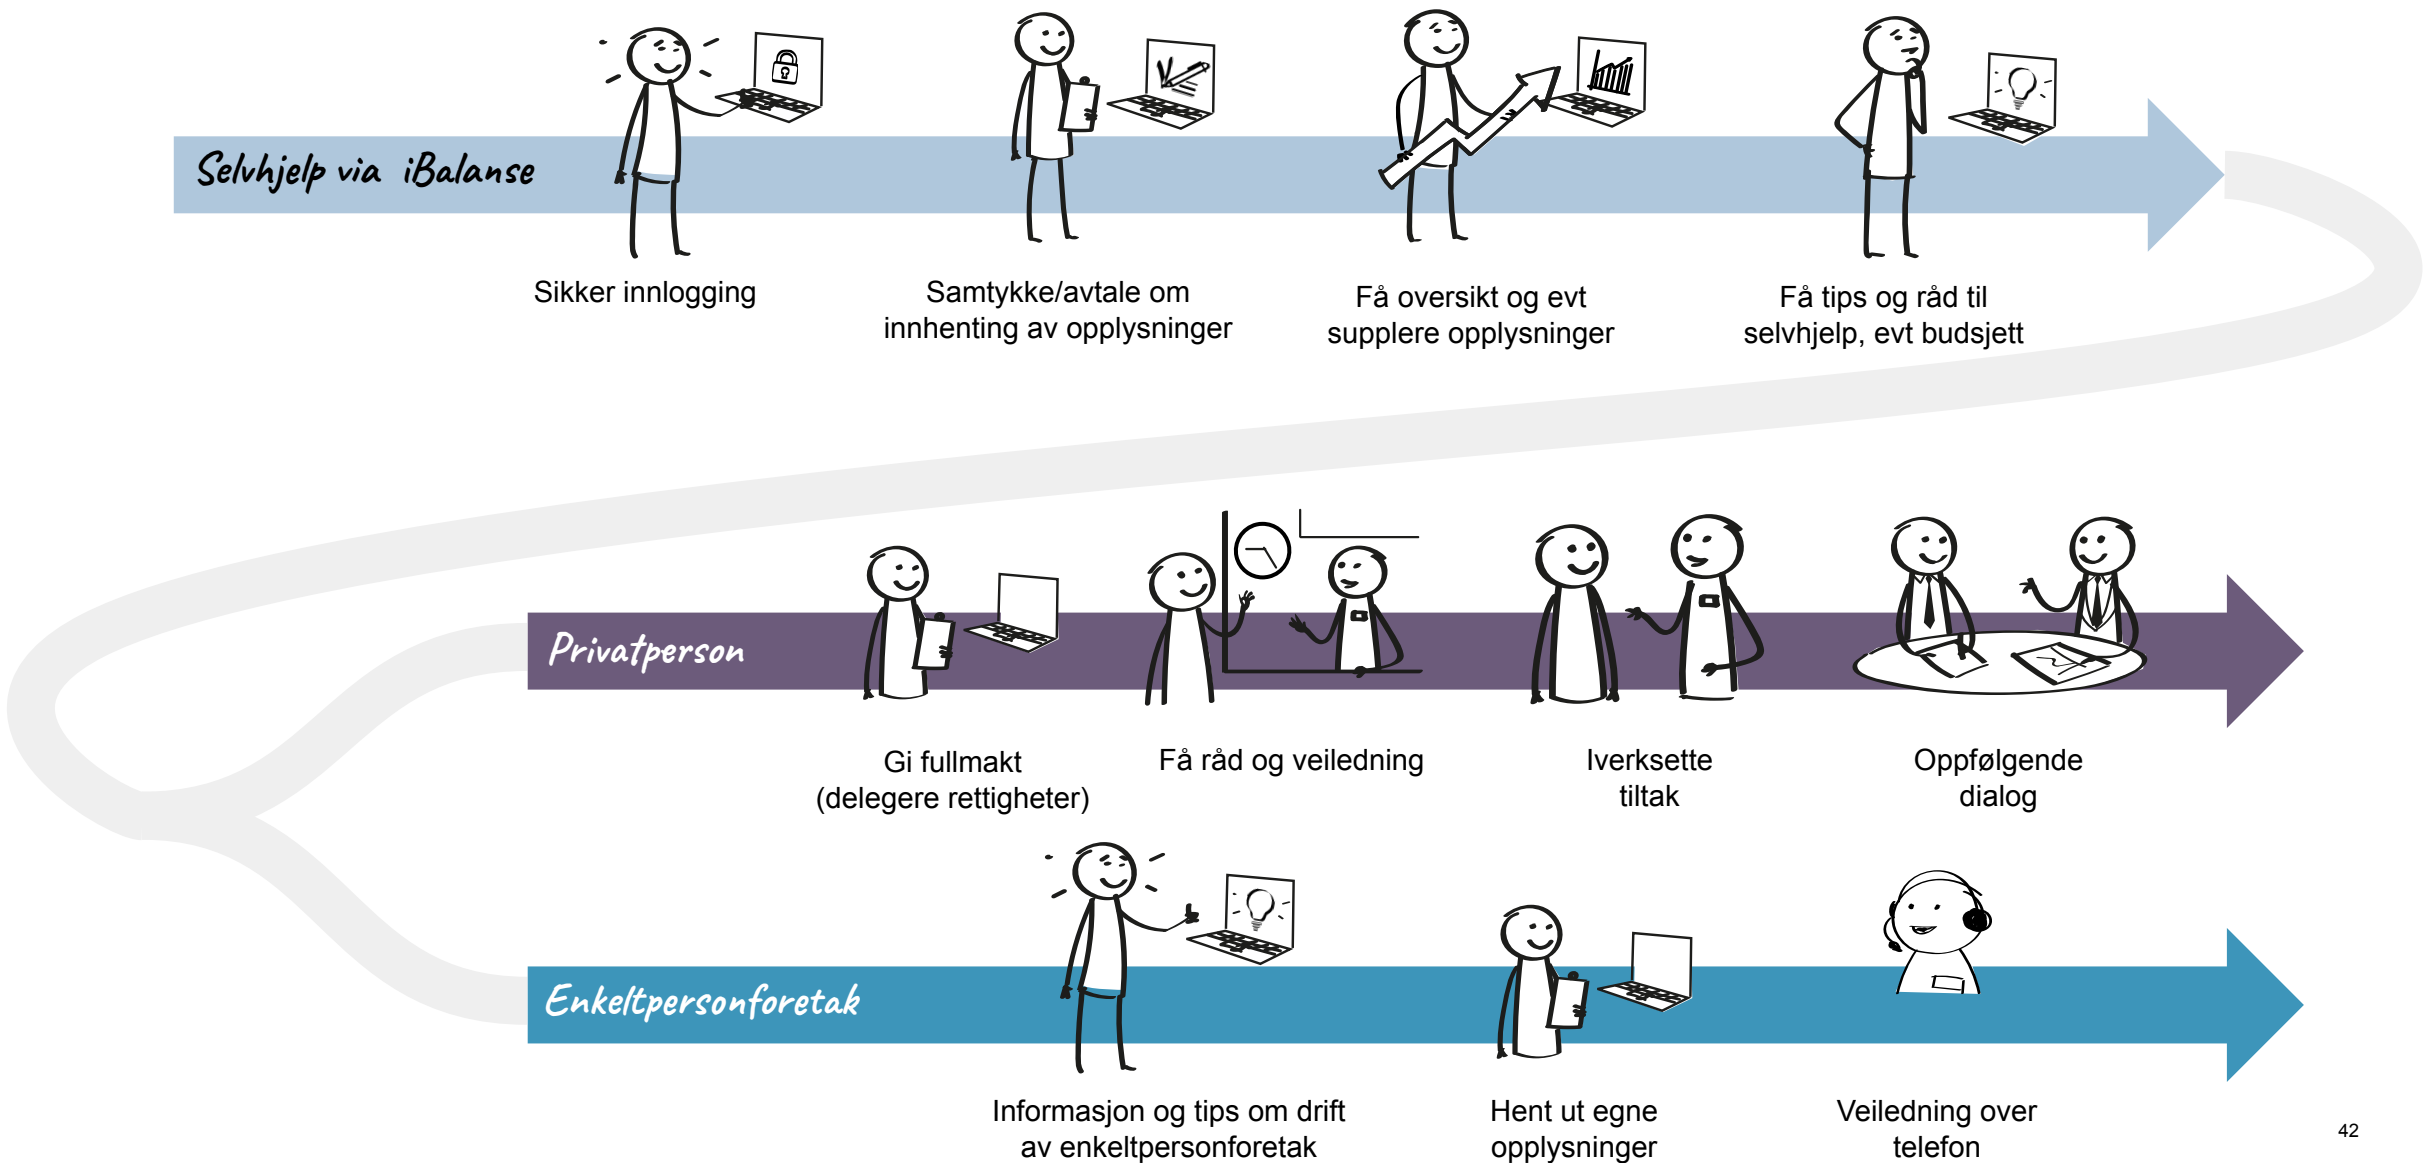 Selvhjelp via iBalanse
Sikker innlogging
Samtykke/avtale om
innhenting av opplysninger
Få oversikt og evt
supplere opplysninger
Få tips og råd til
selvhjelp, evt budsjett
Privatperson
Gi fullmakt
(delegere rettigheter)
Få råd og veiledning
Iverksette
tiltak
Oppfølgende
dialog
Enkeltpersonforetak
Informasjon og tips om drift
av enkeltpersonforetak
Hent ut egne
opplysninger
Veiledning over
telefon
42